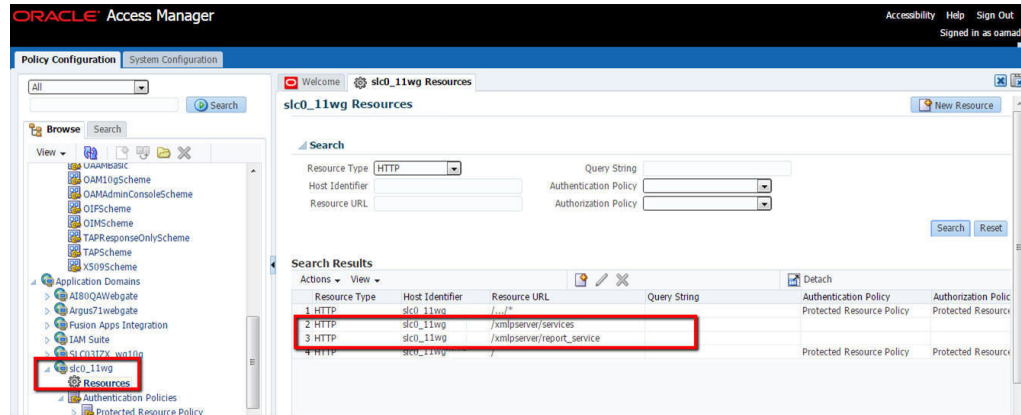 ORACLE Access Manager
Accessibility Help Sign Out
Signed in as oamad
Policy Configuration System Configuration
All
Search
Browse Search
View
OAAMBasic
OAM10gScheme
OAMAdminConsoleScheme
OIFScheme
OIMScheme
TAPResponseOnlyScheme
TAPScheme
X509Scheme
Application Domains
AI80QAWebgate
Argus71webgate
Fusion Apps Integration
IAM Suite
SLC03IZX_wg10g
slc0_11wg
Resources
Authentication Policies
Protected Resource Policy
Welcome slc0_11wg Resources
slc0_11wg Resources
New Resource
Search
Resource Type HTTP Query String
Host Identifier Authentication Policy
Resource URL Authorization Policy
Search Reset
Search Results
Actions View Detach
Resource Type Host Identifier Resource URL Query String Authentication Policy Authorization Polic
1 HTTP slc0_11wg /.../* Protected Resource Policy Protected Resource
2 HTTP slc0_11wg /xmlpserver/services
3 HTTP slc0_11wg /xmlpserver/report_service
4 HTTP slc0_11wg / Protected Resource Policy Protected Resource